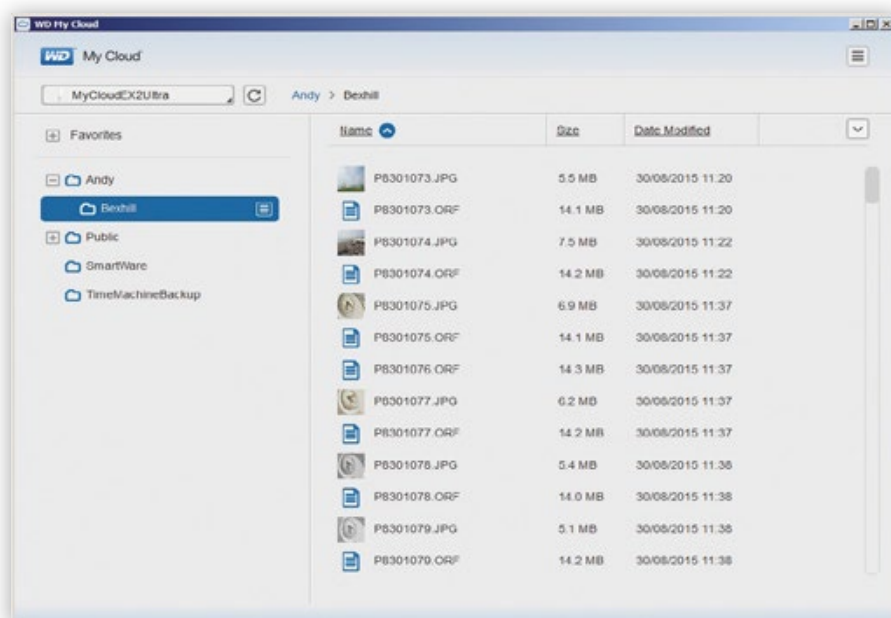 WD My Cloud
WD My Cloud
MyCloudEX2Ultra
Andy > Bexhill
Favorites
Andy
Bexhill
Public
SmartWare
TimeMachineBackup
Name Size Date Modified
P8301073.JPG 5.5 MB 30/08/2015 11:20
P8301073.ORF 14.1 MB 30/08/2015 11:20
P8301074.JPG 7.5 MB 30/08/2015 11:22
P8301074.ORF 14.2 MB 30/08/2015 11:22
P8301075.JPG 6.9 MB 30/08/2015 11:37
P8301075.ORF 14.1 MB 30/08/2015 11:37
P8301076.ORF 14.3 MB 30/08/2015 11:37
P8301077.JPG 6.2 MB 30/08/2015 11:37
P8301077.ORF 14.2 MB 30/08/2015 11:37
P8301078.JPG 5.4 MB 30/08/2015 11:38
P8301078.ORF 14.0 MB 30/08/2015 11:38
P8301079.JPG 5.1 MB 30/08/2015 11:38
P8301079.ORF 14.2 MB 30/08/2015 11:38